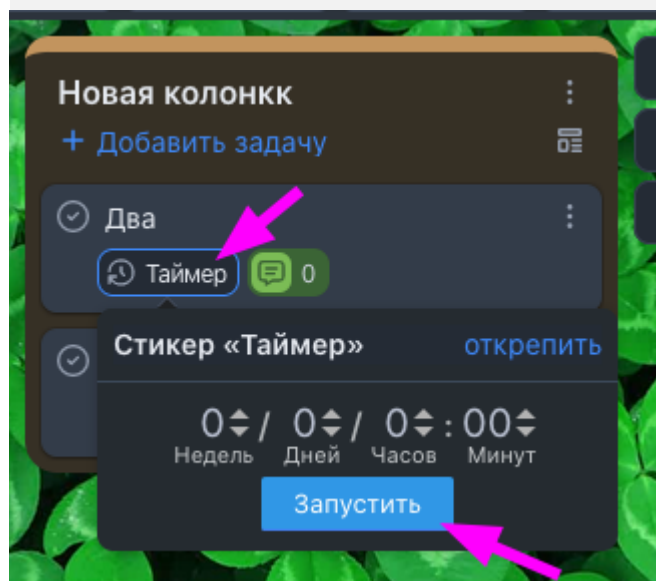 Новая колонкк
+ Добавить задачу
Два
Таймер 0
Стикер «Таймер» открепить
0 / 0 / 0 : 00
Недель Дней Часов Минут
Запустить